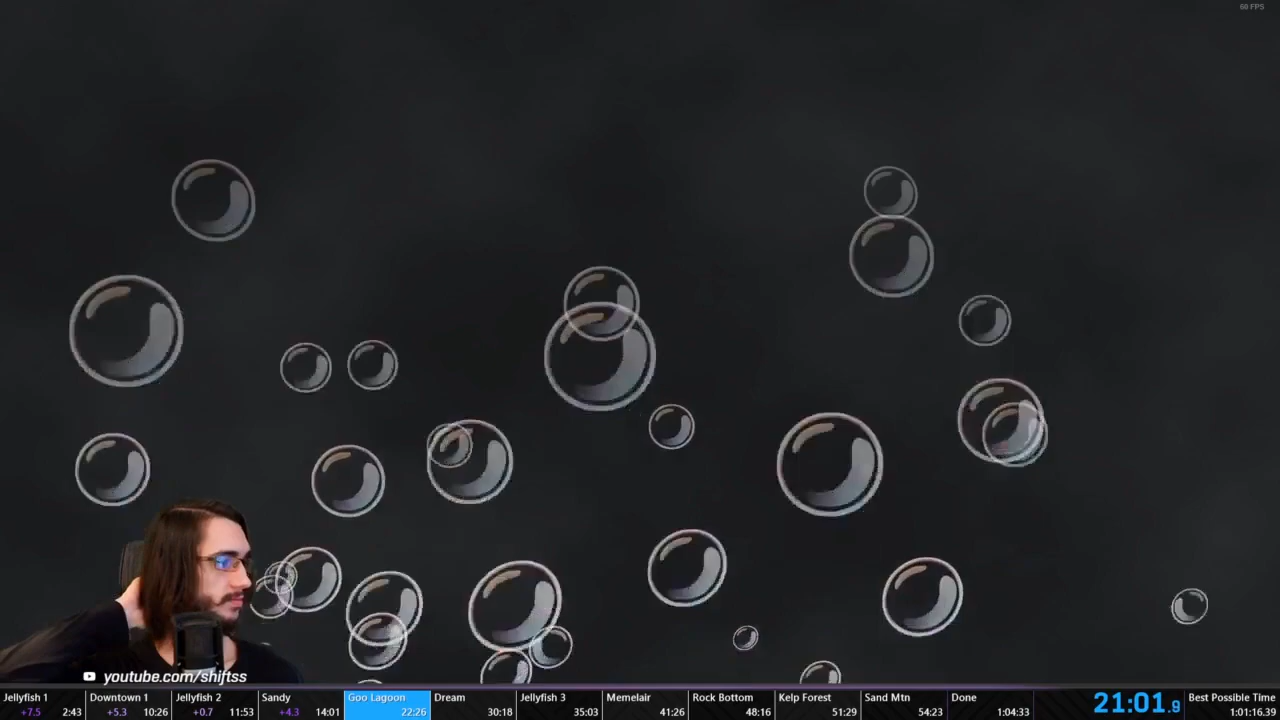 60 FPS
youtube.com/shiftss
Jellyfish 1
+7.5 2:43
Downtown 1
+5.3 10:26
Jellyfish 2
+0.7 11:53
Sandy
+4.3 14:01
Goo Lagoon
22:26
Dream
30:18
Jellyfish 3
35:03
Memelair
41:26
Rock Bottom
48:16
Kelp Forest
51:29
Sand Mtn
54:23
Done
1:04:33
21:01.9
Best Possible Time
1:01:16.39